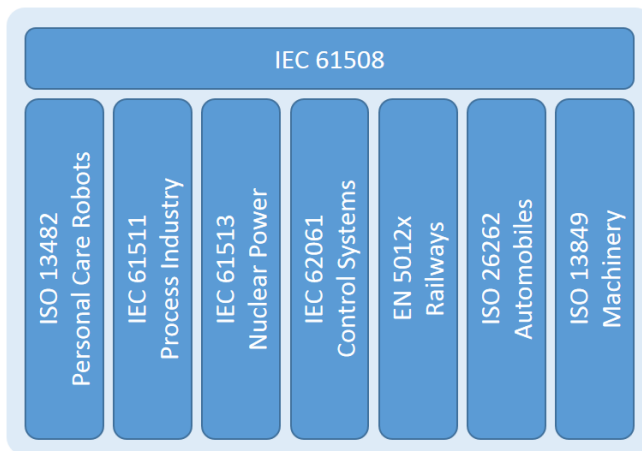 IEC 61508
ISO 13482
Personal Care Robots
IEC 61511
Process Industry
IEC 61513
Nuclear Power
IEC 62061
Control Systems
EN 5012x
Railways
ISO 26262
Automobiles
ISO 13849
Machinery